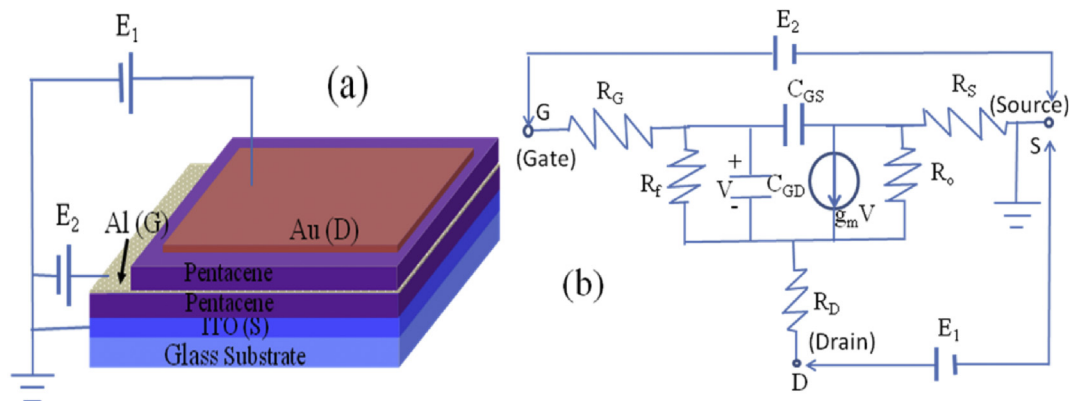 E1
(a)
E2
Al (G)
Au (D)
Pentacene
Pentacene
ITO (S)
Glass Substrate
E2
G
(Gate)
RG
CGS
RS
(Source)
S
Rf
+
V
-
CGD
gmV
Ro
(b)
RD
(Drain)
D
E1